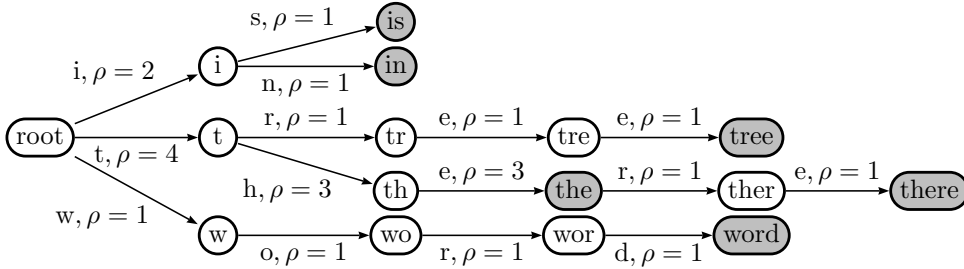 s, ρ = 1
is
i, ρ = 2
i
n, ρ = 1
in
root
t, ρ = 4
t
r, ρ = 1
tr
e, ρ = 1
tre
e, ρ = 1
tree
h, ρ = 3
th
e, ρ = 3
the
r, ρ = 1
ther
e, ρ = 1
there
w, ρ = 1
w
o, ρ = 1
wo
r, ρ = 1
wor
d, ρ = 1
word